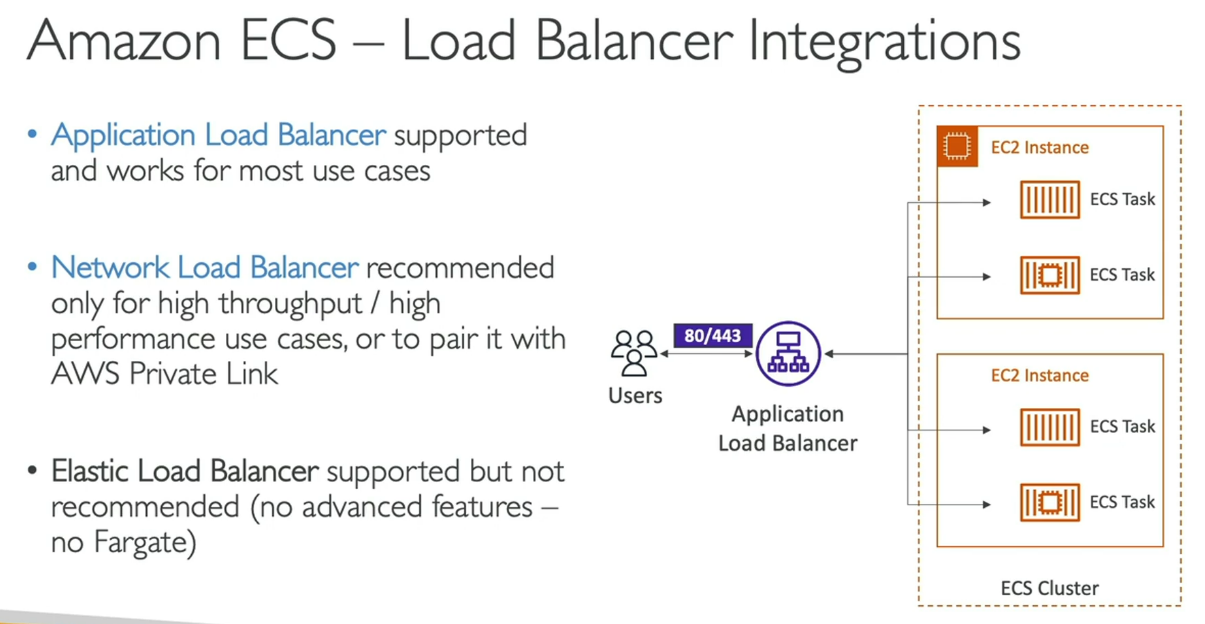 Amazon ECS – Load Balancer Integrations
• Application Load Balancer supported
and works for most use cases
• Network Load Balancer recommended
only for high throughput / high
performance use cases, or to pair it with
AWS Private Link
• Elastic Load Balancer supported but not
recommended (no advanced features –
no Fargate)
Users
80/443
Application
Load Balancer
EC2 Instance
ECS Task
ECS Task
EC2 Instance
ECS Task
ECS Task
ECS Cluster